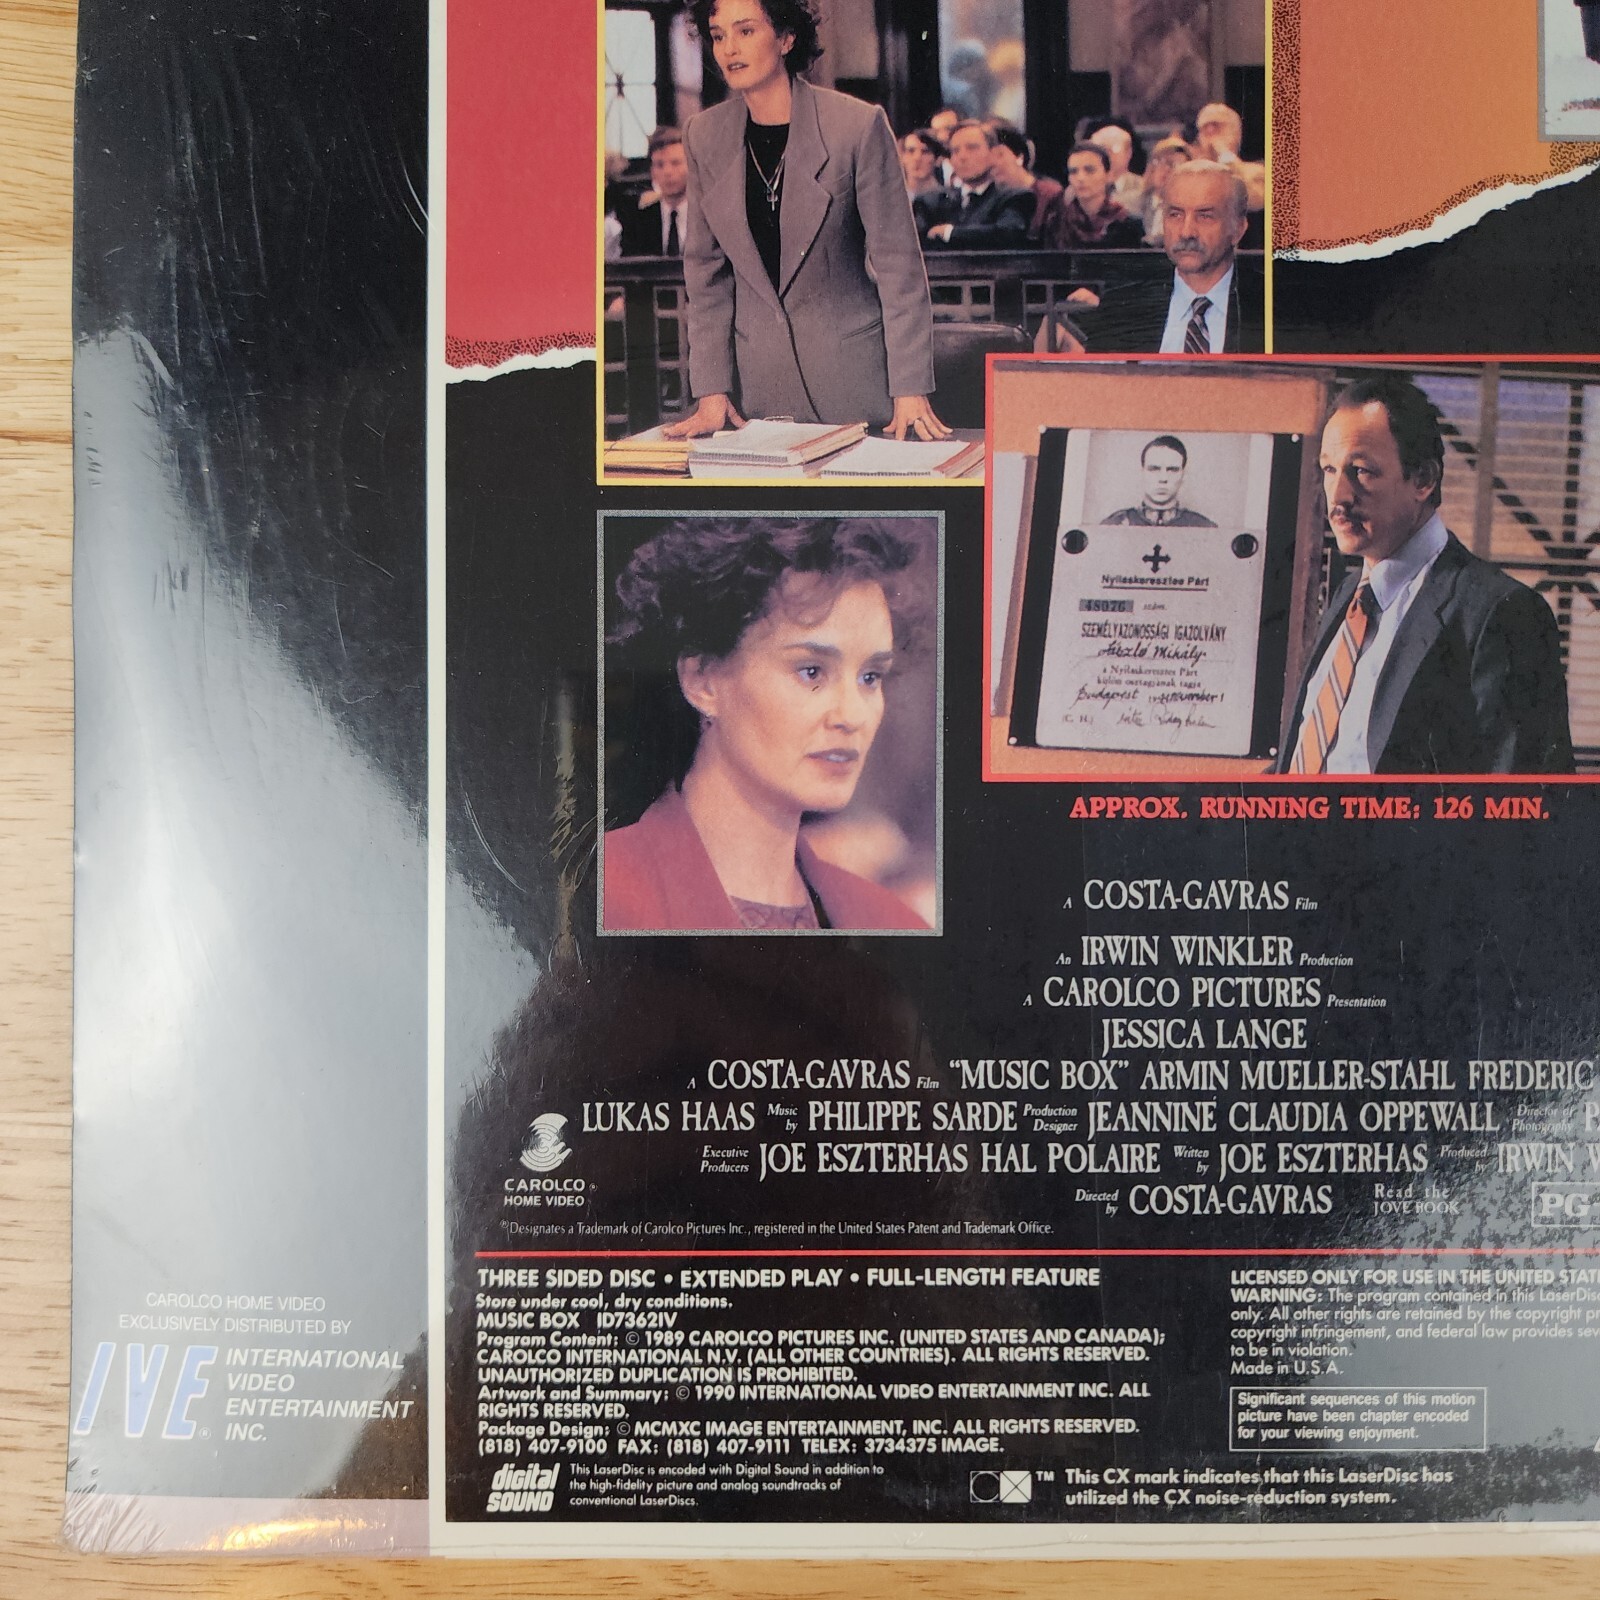 Nyilaskeresztes Párt
48076 szám.
SZEMÉLYAZONOSSÁGI IGAZOLVÁNY
László Mihály
a Nyilaskeresztes Párt
különösztagjának tagja
Budapest
APPROX. RUNNING TIME: 126 MIN.
A COSTA-GAVRAS Film
An IRWIN WINKLER Production
A CAROLCO PICTURES Presentation
JESSICA LANGE
A COSTA-GAVRAS Film "MUSIC BOX" ARMIN MUELLER-STAHL FREDERIC
LUKAS HAAS Music by PHILIPPE SARDE Production Designer JEANNINE CLAUDIA OPPEWALL Director of Photography
Executive Producers JOE ESZTERHAS HAL POLAIRE Written by JOE ESZTERHAS Produced by IRWIN
Directed by COSTA-GAVRAS Read the JOVE BOOK PG
CAROLCO ®
HOME VIDEO
®Designates a Trademark of Carolco Pictures Inc., registered in the United States Patent and Trademark Office.
THREE SIDED DISC • EXTENDED PLAY • FULL-LENGTH FEATURE
Store under cool, dry conditions.
MUSIC BOX ID7362IV
Program Content: © 1989 CAROLCO PICTURES INC. (UNITED STATES AND CANADA);
CAROLCO INTERNATIONAL N.V. (ALL OTHER COUNTRIES). ALL RIGHTS RESERVED.
UNAUTHORIZED DUPLICATION IS PROHIBITED.
Artwork and Summary: © 1990 INTERNATIONAL VIDEO ENTERTAINMENT INC. ALL
RIGHTS RESERVED.
Package Design: © MCMXC IMAGE ENTERTAINMENT, INC. ALL RIGHTS RESERVED.
(818) 407-9100 FAX: (818) 407-9111 TELEX: 3734375 IMAGE.
digital SOUND
This LaserDisc is encoded with Digital Sound in addition to
the high-fidelity picture and analog soundtracks of
conventional LaserDiscs.
LICENSED ONLY FOR USE IN THE UNITED
WARNING: The program contained in this
only. All other rights are retained by the copyright
copyright infringement, and federal law provides
to be in violation.
Made in U.S.A.
Significant sequences of this motion
picture have been chapter encoded
for your viewing enjoyment.
CX ™ This CX mark indicates that this LaserDisc has
utilized the CX noise-reduction system.
CAROLCO HOME VIDEO
EXCLUSIVELY DISTRIBUTED BY
IVE®
INTERNATIONAL
VIDEO
ENTERTAINMENT
INC.